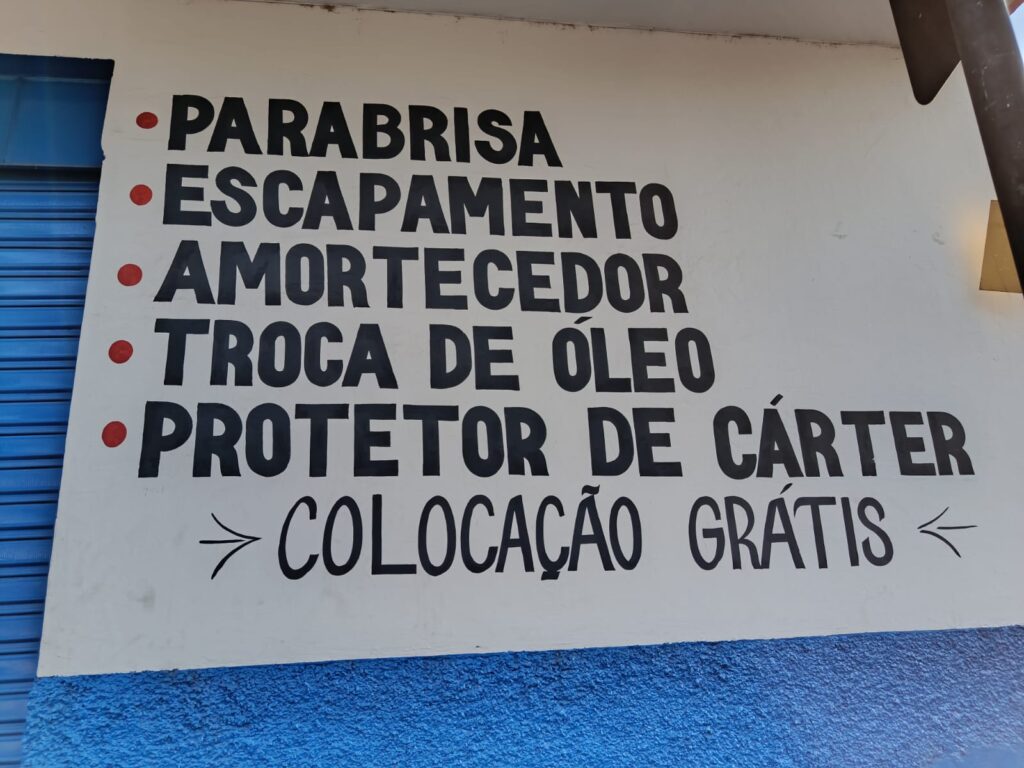 • PARABRISA
• ESCAPAMENTO
• AMORTECEDOR
• TROCA DE ÓLEO
• PROTETOR DE CÁRTER
COLOCAÇÃO GRÁTIS